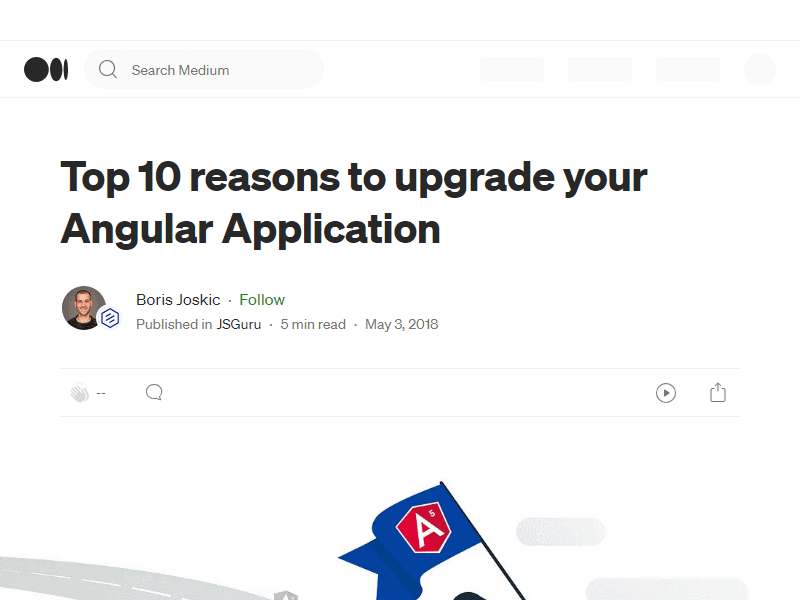 Search Medium
Top 10 reasons to upgrade your
Angular Application
Boris Joskic · Follow
Published in JSGuru · 5 min read · May 3, 2018
--
A 5